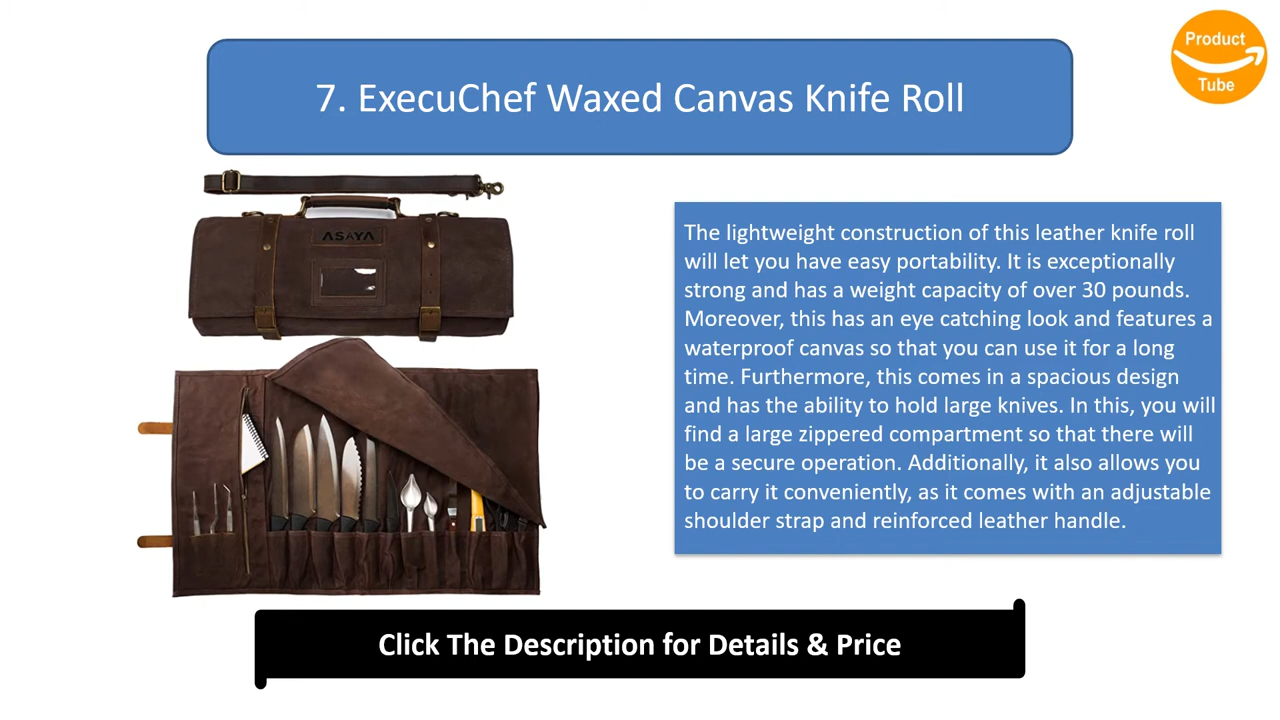 Product
Tube
7. ExecuChef Waxed Canvas Knife Roll
ASAYA
The lightweight construction of this leather knife roll
will let you have easy portability. It is exceptionally
strong and has a weight capacity of over 30 pounds.
Moreover, this has an eye catching look and features a
waterproof canvas so that you can use it for a long
time. Furthermore, this comes in a spacious design
and has the ability to hold large knives. In this, you will
find a large zippered compartment so that there will
be a secure operation. Additionally, it also allows you
to carry it conveniently, as it comes with an adjustable
shoulder strap and reinforced leather handle.
Click The Description for Details & Price